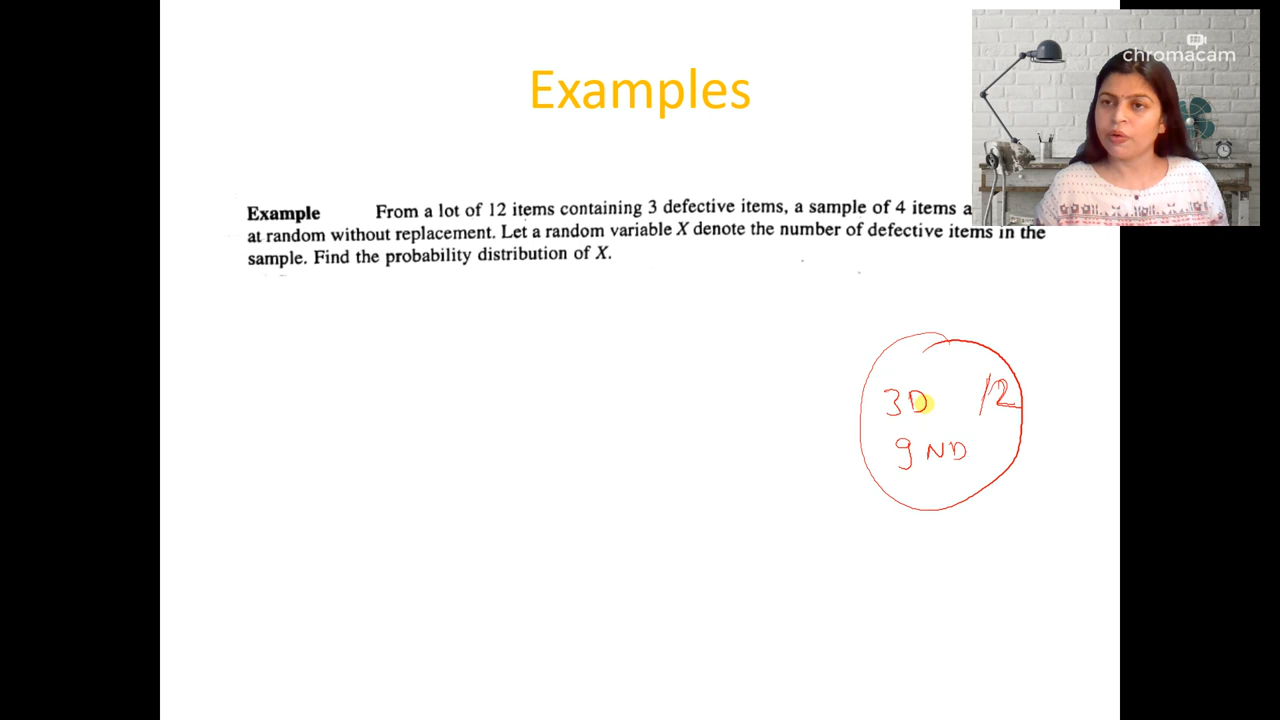 Examples
chromacam
Example From a lot of 12 items containing 3 defective items, a sample of 4 items a
at random without replacement. Let a random variable X denote the number of defective items in the
sample. Find the probability distribution of X.
3D 12
9 ND